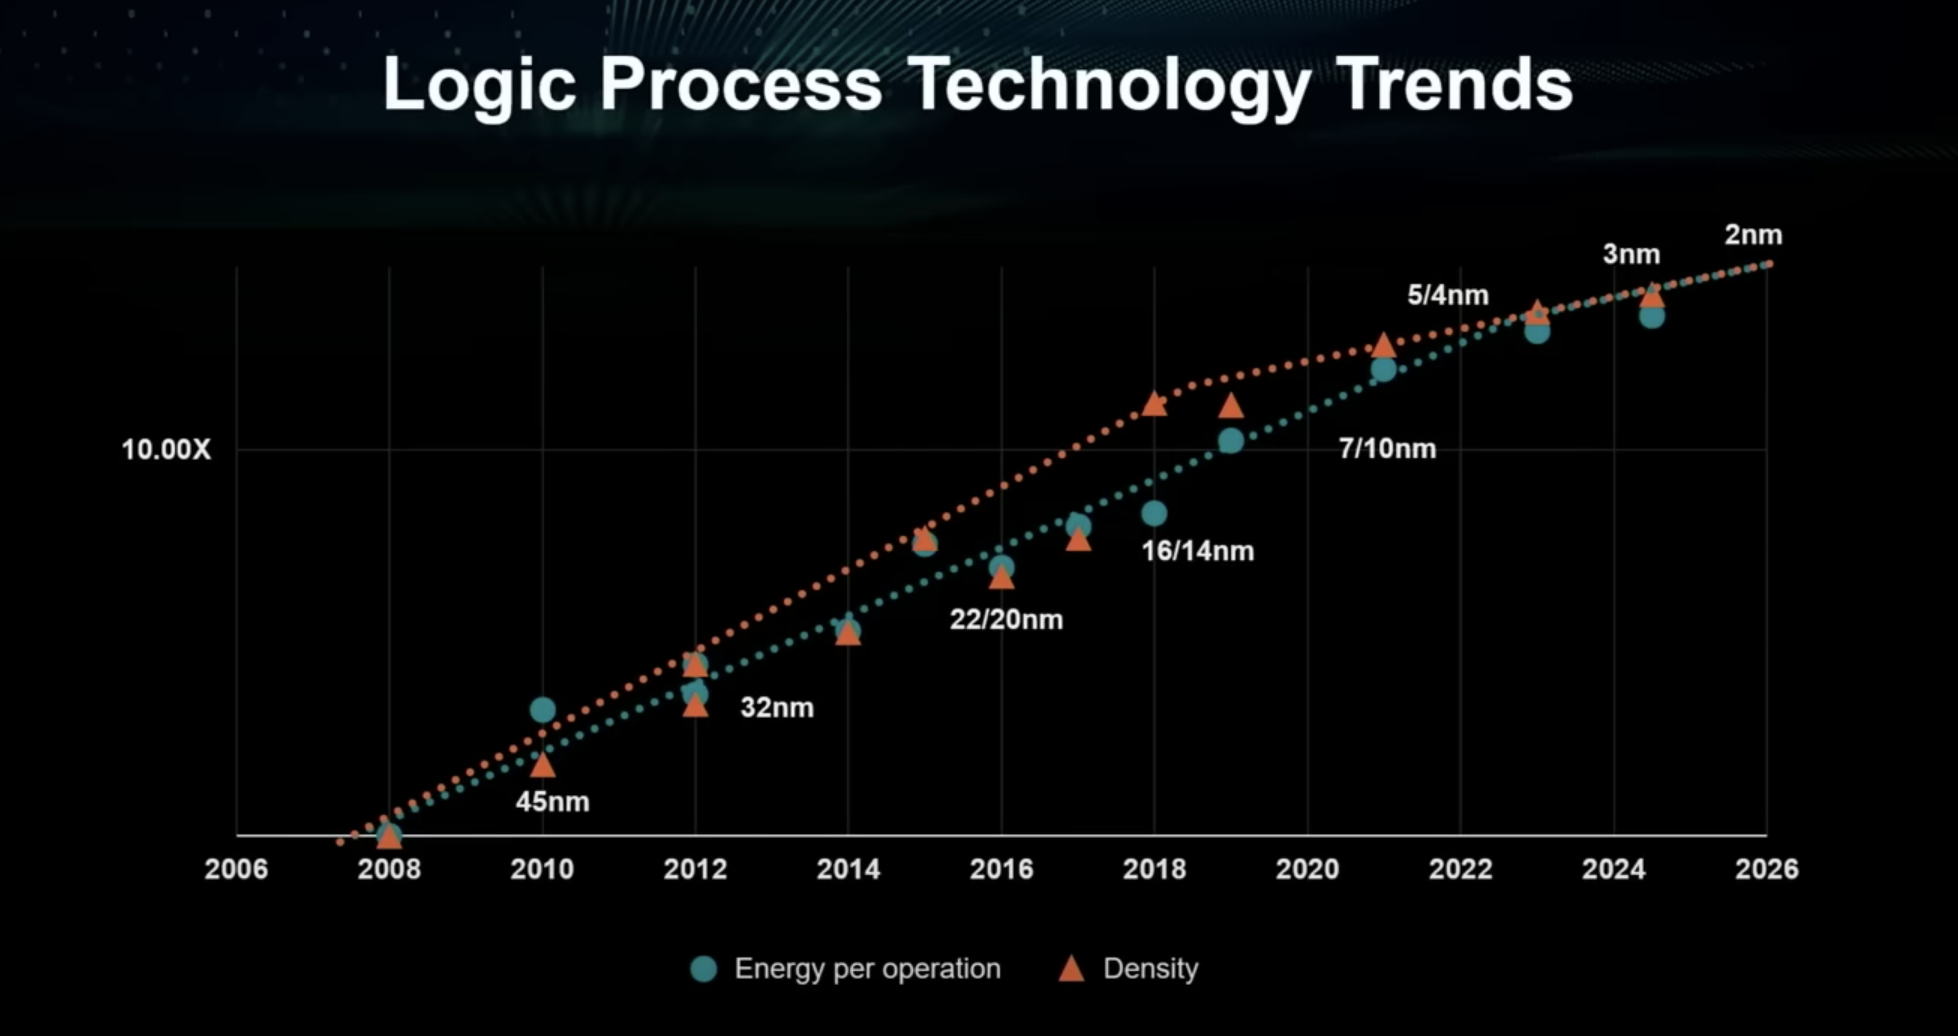 Logic Process Technology Trends
2nm
3nm
5/4nm
10.00X
7/10nm
16/14nm
22/20nm
32nm
45nm
2006 2008 2010 2012 2014 2016 2018 2020 2022 2024 2026
Energy per operation Density